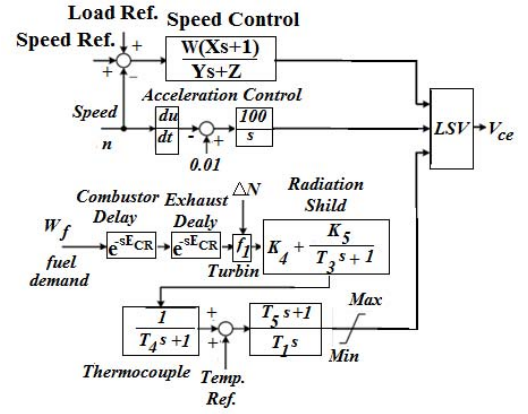 Load Ref. Speed Control
Speed Ref. +
W(Xs+1)
Ys+Z
+
-
Acceleration Control
Speed
n
du
dt
-
+
0.01
100
s
LSV
Vce
ΔN
Radiation
Shild
Combustor Exhaust
Delay Dealy
Wf
fuel
demand
e-sECR
e-sECR
f1
Turbin
K4 + K5
T3s+1
1
T4s+1
Thermocouple
+
+
Temp.
Ref.
T5s+1
T1s
Max
Min